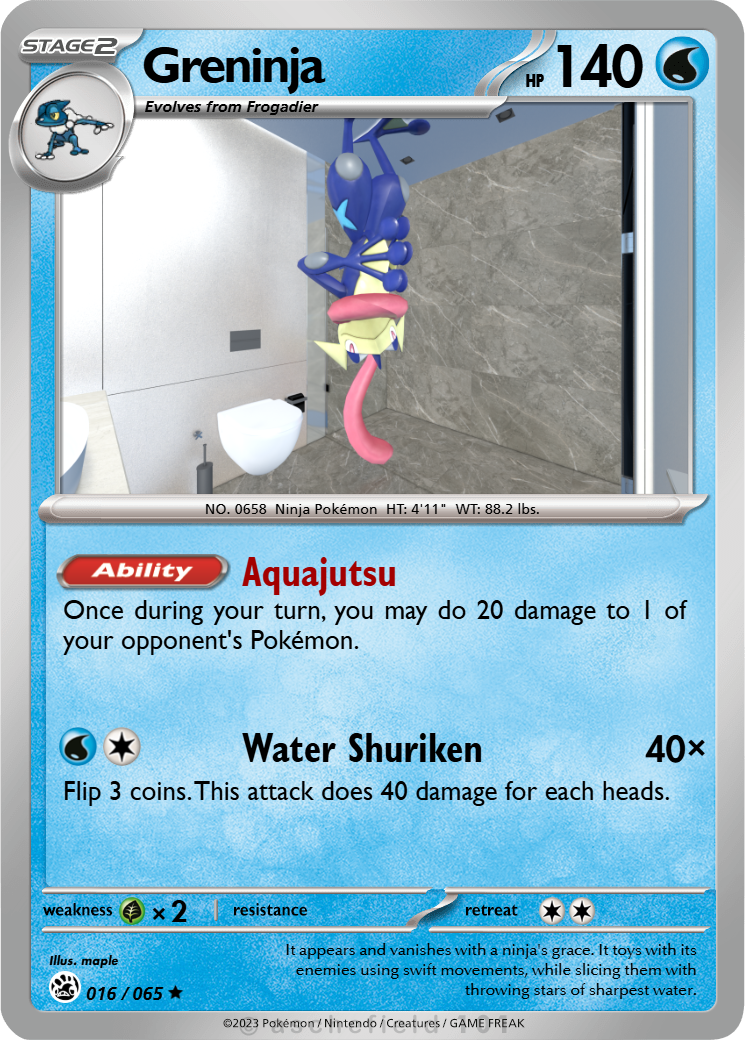 STAGE2
Greninja
HP 140
Evolves from Frogadier
NO. 0658 Ninja Pokémon HT: 4'11" WT: 88.2 lbs.
Ability Aquajutsu
Once during your turn, you may do 20 damage to 1 of
your opponent's Pokémon.
Water Shuriken 40×
Flip 3 coins. This attack does 40 damage for each heads.
weakness × 2 resistance retreat
Illus. maple
It appears and vanishes with a ninja's grace. It toys with its
enemies using swift movements, while slicing them with
throwing stars of sharpest water.
016 / 065 ★
©2023 Pokémon / Nintendo / Creatures / GAME FREAK